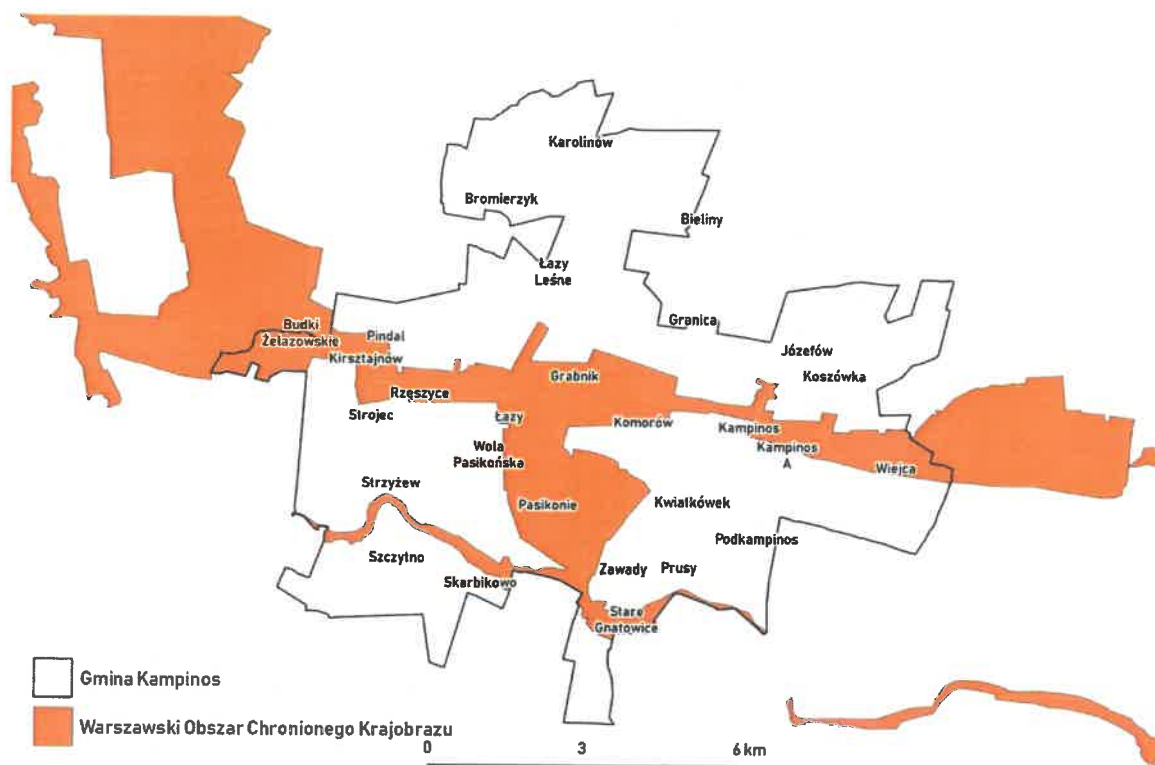 Karolinów
Bromierzyk
Bieliny
Łazy
Leśne
Granica
Budki
Żelazowskie
Pindal
Kirsztajnów
Józefów
Koszówka
Grabnik
Rzęszyce
Strojec
Łazy
Komorów
Kampinos
Kampinos
A
Wola
Pasikońska
Wiejca
Strzyżew
Pasikonie
Kwiatkówek
Podkampinos
Szczytno
Skarbikowo
Zawady
Prusy
Stare
Gnatowice
Gmina Kampinos
Warszawski Obszar Chronionego Krajobrazu
0 3 6 km